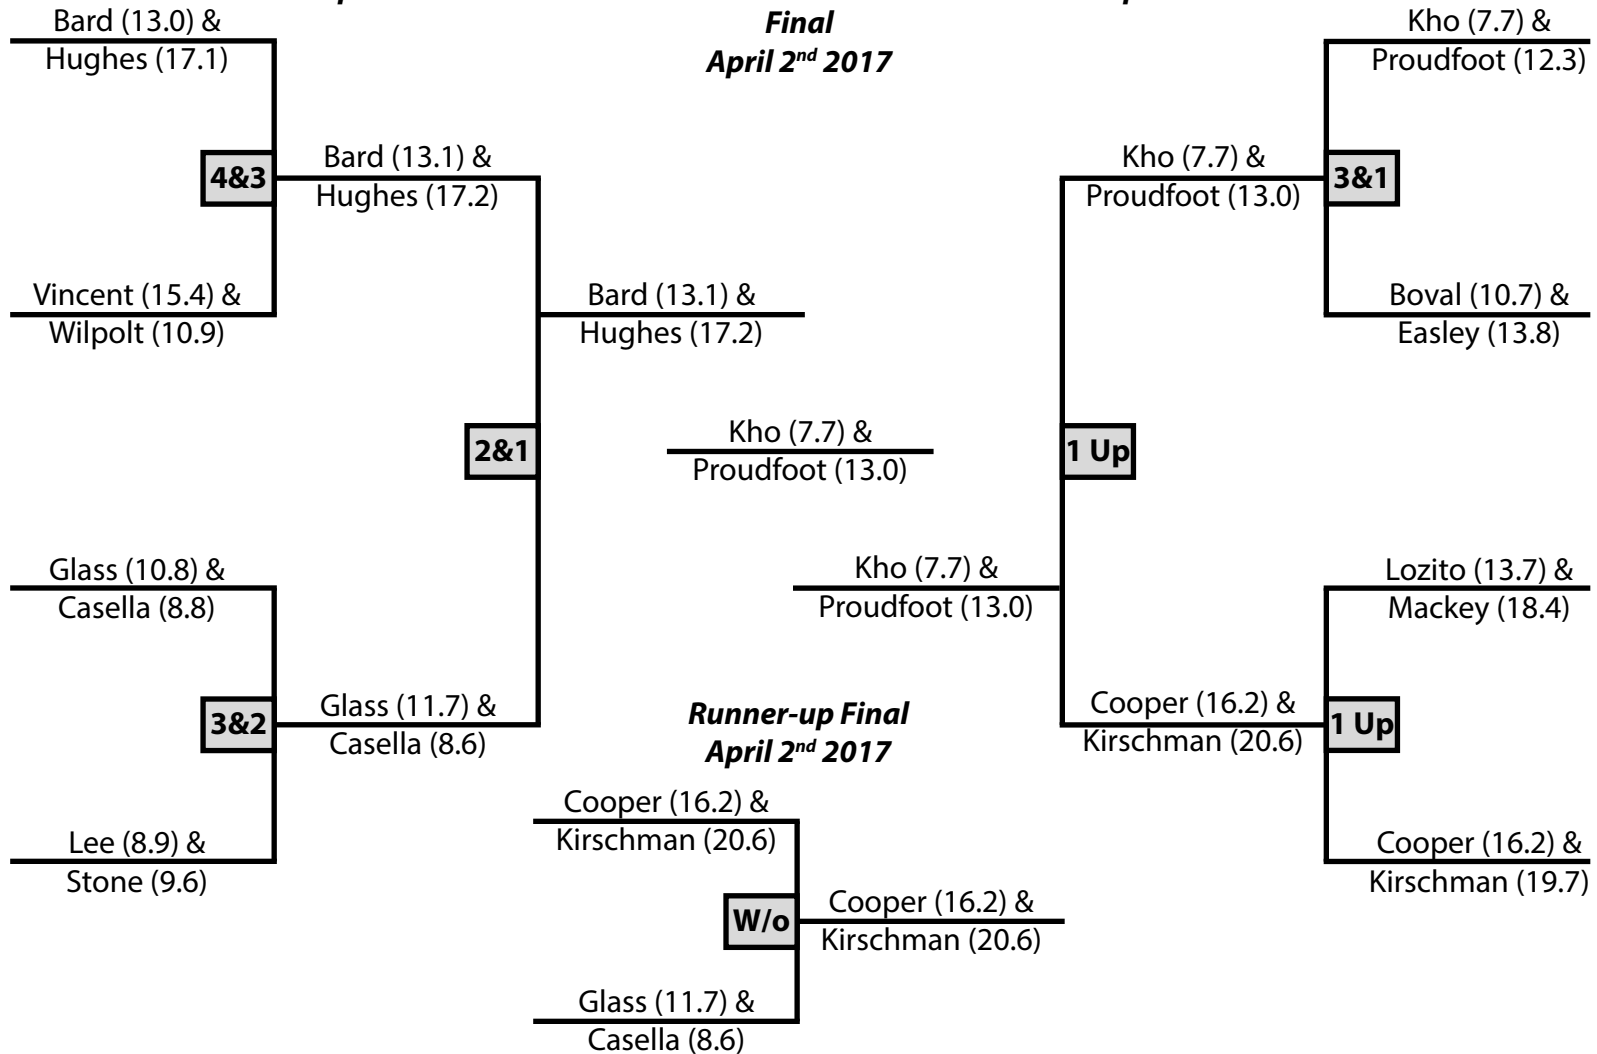 Bard (13.0) &
Hughes (17.1)
4&3
Vincent (15.4) &
Wilpolt (10.9)
Bard (13.1) &
Hughes (17.2)
Glass (10.8) &
Casella (8.8)
3&2
Lee (8.9) &
Stone (9.6)
Glass (11.7) &
Casella (8.6)
2&1
Bard (13.1) &
Hughes (17.2)
Final
April 2nd 2017
Kho (7.7) &
Proudfoot (13.0)
Kho (7.7) &
Proudfoot (13.0)
1 Up
Kho (7.7) &
Proudfoot (13.0)
Kho (7.7) &
Proudfoot (12.3)
3&1
Boval (10.7) &
Easley (13.8)
Cooper (16.2) &
Kirschman (20.6)
Lozito (13.7) &
Mackey (18.4)
1 Up
Cooper (16.2) &
Kirschman (19.7)
Runner-up Final
April 2nd 2017
Cooper (16.2) &
Kirschman (20.6)
W/o
Glass (11.7) &
Casella (8.6)
Cooper (16.2) &
Kirschman (20.6)